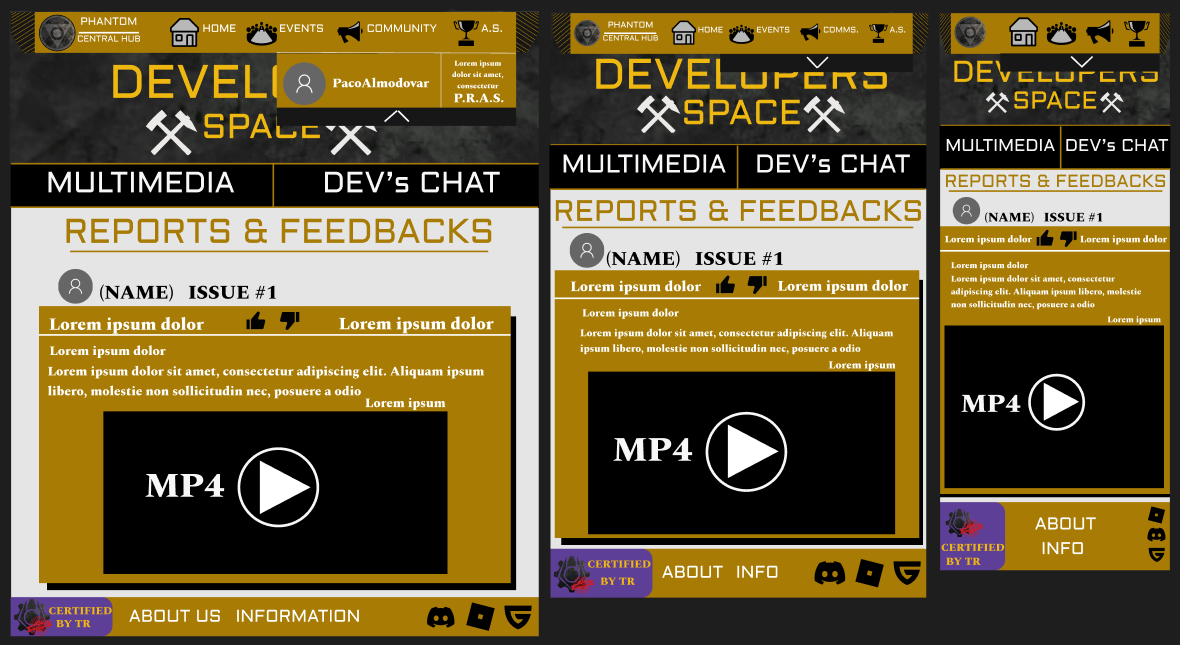 PHANTOM
CENTRAL HUB
HOME
EVENTS
COMMUNITY
A.S.
PacoAlmodovar
Lorem ipsum
dolor sit amet,
consectetur
P.R.A.S.
DEVEL
SPACE
MULTIMEDIA
DEV's CHAT
REPORTS & FEEDBACKS
(NAME) ISSUE #1
Lorem ipsum dolor
Lorem ipsum dolor
Lorem ipsum dolor
Lorem ipsum dolor sit amet, consectetur adipiscing elit. Aliquam ipsum
libero, molestie non sollicitudin nec, posuere a odio
Lorem ipsum
MP4
CERTIFIED
BY TR
ABOUT US INFORMATION
PHANTOM
CENTRAL HUB
HOME
EVENTS
COMMS.
A.S.
DEVELOPERS
SPACE
MULTIMEDIA
DEV's CHAT
REPORTS & FEEDBACKS
(NAME) ISSUE #1
Lorem ipsum dolor
Lorem ipsum dolor
Lorem ipsum dolor
Lorem ipsum dolor sit amet, consectetur adipiscing elit. Aliquam
ipsum libero, molestie non sollicitudin nec, posuere a odio
Lorem ipsum
MP4
CERTIFIED
BY TR
ABOUT INFO
DEVELOPERS
SPACE
MULTIMEDIA
DEV's CHAT
REPORTS & FEEDBACKS
(NAME) ISSUE #1
Lorem ipsum dolor
Lorem ipsum dolor
Lorem ipsum dolor
Lorem ipsum dolor sit amet, consectetur
adipiscing elit. Aliquam ipsum libero, molestie
non sollicitudin nec, posuere a odio
Lorem ipsum
MP4
CERTIFIED
BY TR
ABOUT
INFO